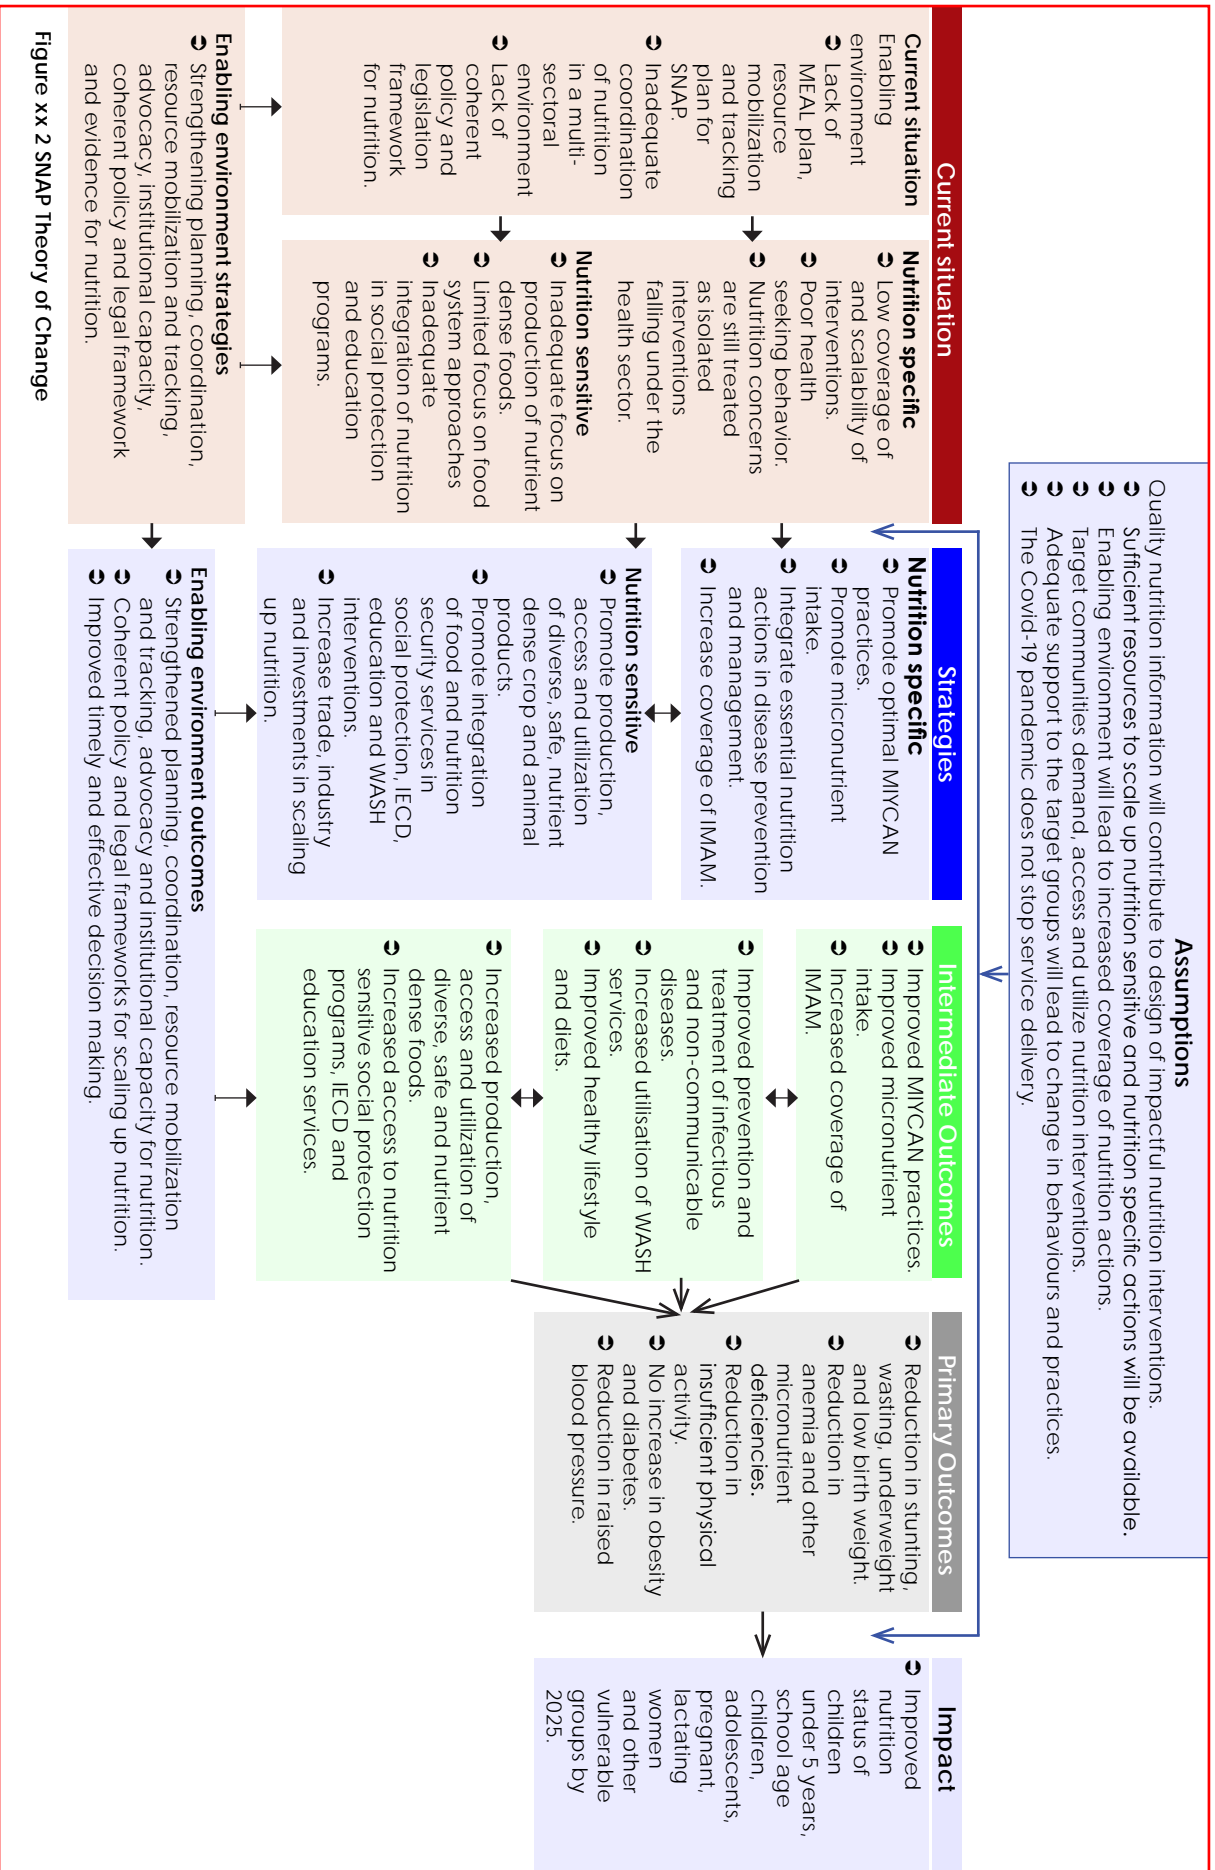 Assumptions
Quality nutrition information will contribute to design of impactful nutrition interventions.
➲ Sufficient resources to scale up nutrition sensitive and nutrition specific actions will be available.
➲ Enabling environment will lead to increased coverage of nutrition actions.
➲ Target communities demand, access and utilize nutrition interventions.
➲ Adequate support to the target groups will lead to change in behaviours and practices.
➲ The Covid-19 pandemic does not stop service delivery.
Current situation
Current situation
Enabling
environment
➲ Lack of
MEAL plan,
resource
mobilization
and tracking
plan for
SNAP.
➲ Inadequate
coordination
of nutrition
in a multi-
sectoral
environment
➲ Lack of
coherent
policy and
legislation
framework
for nutrition.
Nutrition specific
➲ Low coverage of
and scalability of
interventions.
➲ Poor health
seeking behavior.
➲ Nutrition concerns
are still treated
as isolated
interventions
falling under the
health sector.
Nutrition sensitive
➲ Inadequate focus on
production of nutrient
dense foods.
➲ Limited focus on food
system approaches
➲ Inadequate
integration of nutrition
in social protection
and education
programs.
Enabling environment strategies
➲ Strengthening planning, coordination,
resource mobilization and tracking,
advocacy, institutional capacity,
coherent policy and legal framework
and evidence for nutrition.
Strategies
Nutrition specific
➲ Promote optimal MIYCAN
practices.
➲ Promote micronutrient
intake.
➲ Integrate essential nutrition
actions in disease prevention
and management.
➲ Increase coverage of IMAM.
Nutrition sensitive
➲ Promote production,
access and utilization
of diverse, safe, nutrient
dense crop and animal
products.
➲ Promote integration
of food and nutrition
security services in
social protection, IECD,
education and WASH
interventions.
➲ Increase trade, industry
and investments in scaling
up nutrition.
Enabling environment outcomes
➲ Strengthened planning, coordination, resource mobilization
and tracking, advocacy and institutional capacity for nutrition.
➲ Coherent policy and legal frameworks for scaling up nutrition.
➲ Improved timely and effective decision making.
Intermediate Outcomes
➲ Improved MIYCAN practices.
➲ Improved micronutrient
intake.
➲ Increased coverage of
IMAM.
➲ Improved prevention and
treatment of infectious
and non-communicable
diseases.
➲ Increased utilisation of WASH
services.
➲ Improved healthy lifestyle
and diets.
➲ Increased production,
access and utilization of
diverse, safe and nutrient
dense foods.
➲ Increased access to nutrition
sensitive social protection
programs, IECD and
education services.
Primary Outcomes
➲ Reduction in stunting,
wasting, underweight
and low birth weight.
➲ Reduction in
anemia and other
micronutrient
deficiencies.
➲ Reduction in
insufficient physical
activity.
➲ No increase in obesity
and diabetes.
➲ Reduction in raised
blood pressure.
Impact
➲ Improved
nutrition
status of
children
under 5 years,
school age
children,
adolescents,
pregnant,
lactating
women
and other
vulnerable
groups by
2025.
Figure xx 2 SNAP Theory of Change